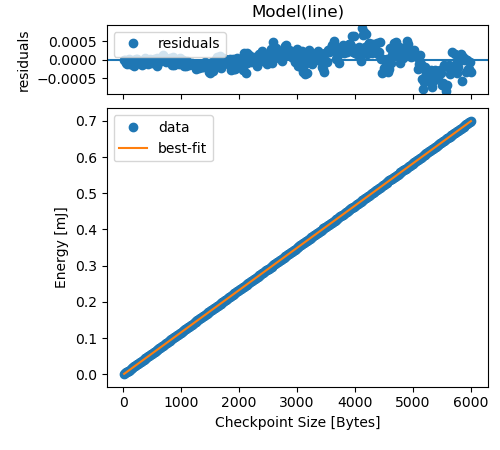 Model(line)
residuals
0.0005
0.0000
−0.0005
residuals
data
best-fit
Energy [mJ]
0.7
0.6
0.5
0.4
0.3
0.2
0.1
0.0
0 1000 2000 3000 4000 5000 6000
Checkpoint Size [Bytes]